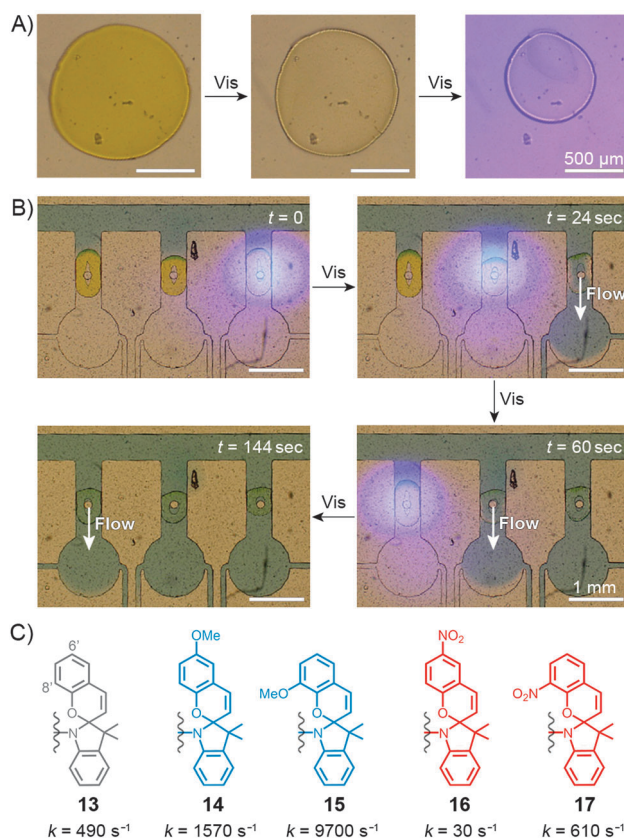 A)
Vis
Vis
500 μm
B)
t = 0
Vis
t = 24 sec
Flow
Vis
t = 144 sec
Flow
Vis
t = 60 sec
Flow
1 mm
C)
6’
8’
O
N
13
k = 490 s⁻¹
OMe
O
N
14
k = 1570 s⁻¹
MeO
O
N
15
k = 9700 s⁻¹
NO₂
O
N
16
k = 30 s⁻¹
O₂N
O
N
17
k = 610 s⁻¹